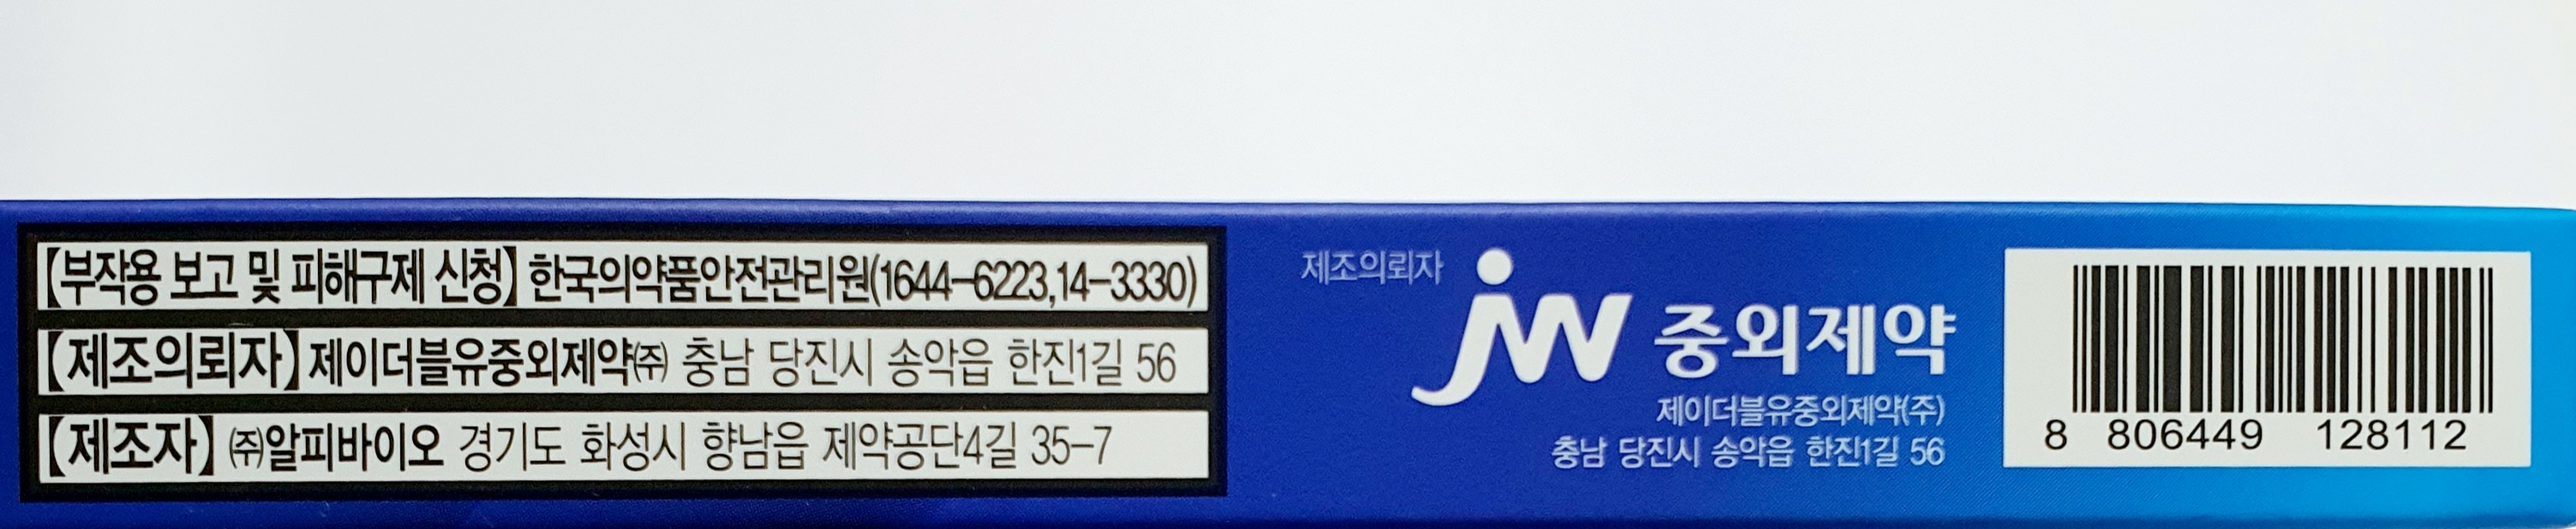 【부작용 보고 및 피해구제 신청】 한국의약품안전관리원(1644-6223,14-3330)
【제조의뢰자】 제이더블유중외제약㈜ 충남 당진시 송악읍 한진1길 56
【제조자】 ㈜알피바이오 경기도 화성시 향남읍 제약공단4길 35-7
제조의뢰자
jw 중외제약
제이더블유중외제약(주)
충남 당진시 송악읍 한진1길 56
8 806449 128112